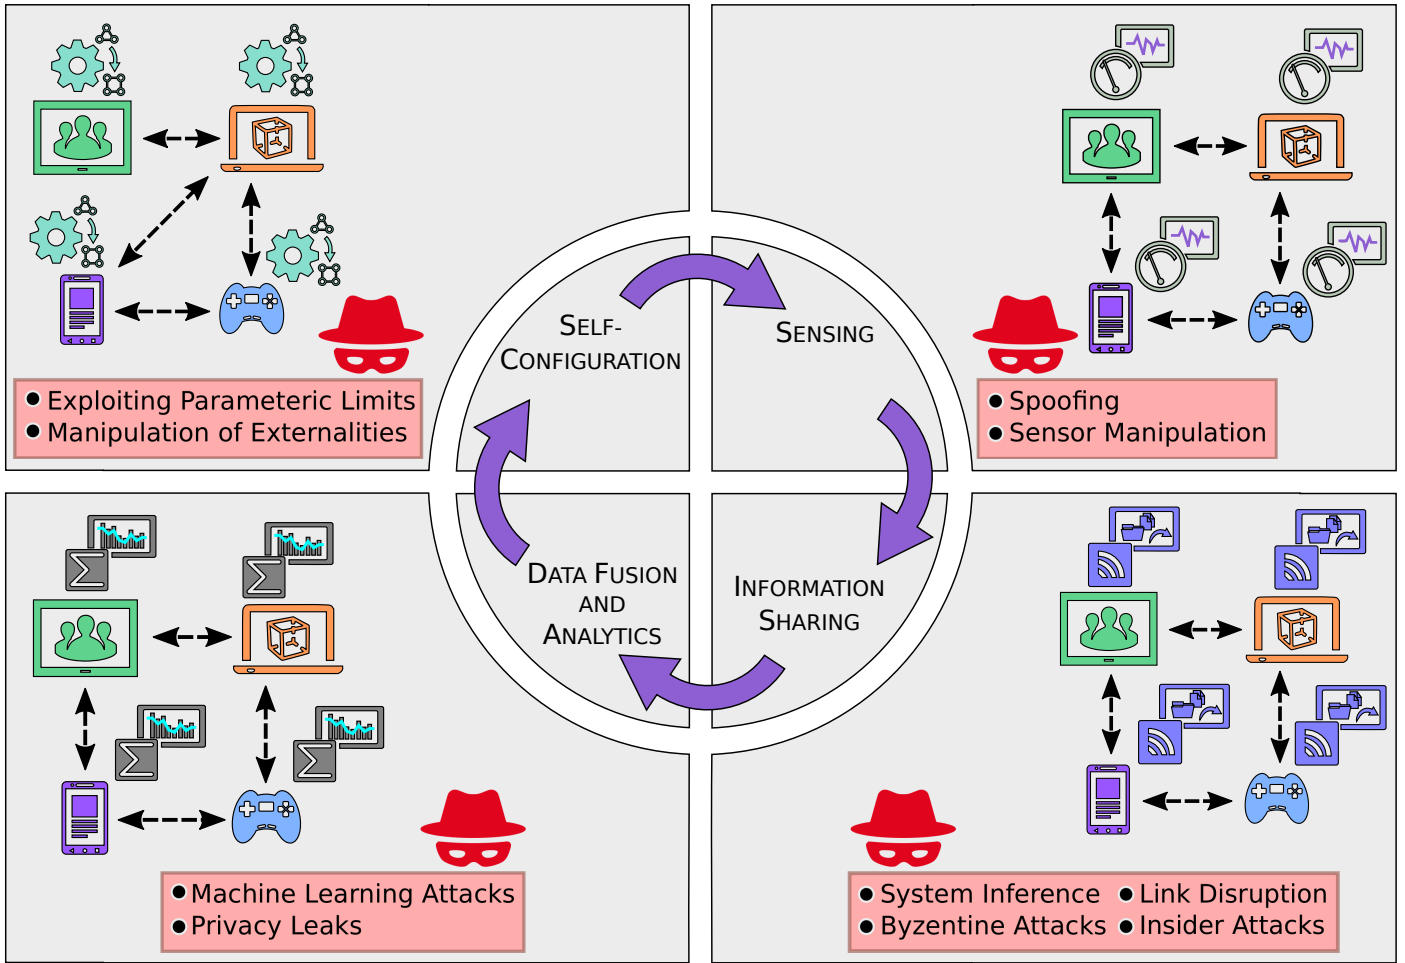 SELF-
CONFIGURATION
SENSING
• Exploiting Parameteric Limits
• Manipulation of Externalities
• Spoofing
• Sensor Manipulation
DATA FUSION
AND
ANALYTICS
INFORMATION
SHARING
• Machine Learning Attacks
• Privacy Leaks
• System Inference • Link Disruption
• Byzentine Attacks • Insider Attacks